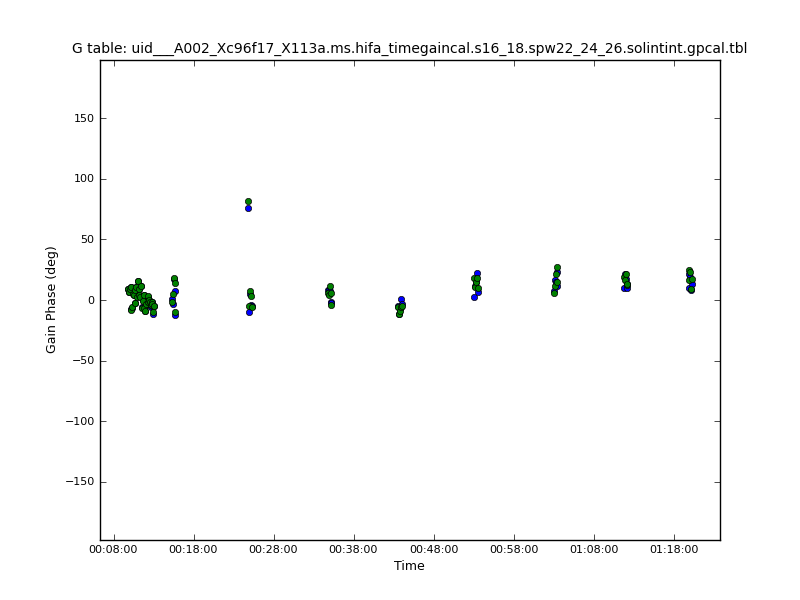 G table: uid___A002_Xc96f17_X113a.ms.hifa_timegaincal.s16_18.spw22_24_26.solintint.gpcal.tbl
150
100
50
0
−50
−100
−150
Gain Phase (deg)
00:08:00 00:18:00 00:28:00 00:38:00 00:48:00 00:58:00 01:08:00 01:18:00
Time